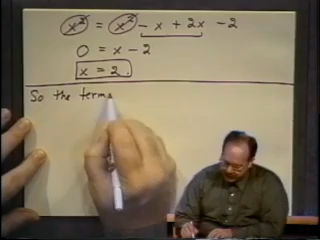 x² = x² - x + 2x - 2
0 = x - 2
x = 2.
So the terms